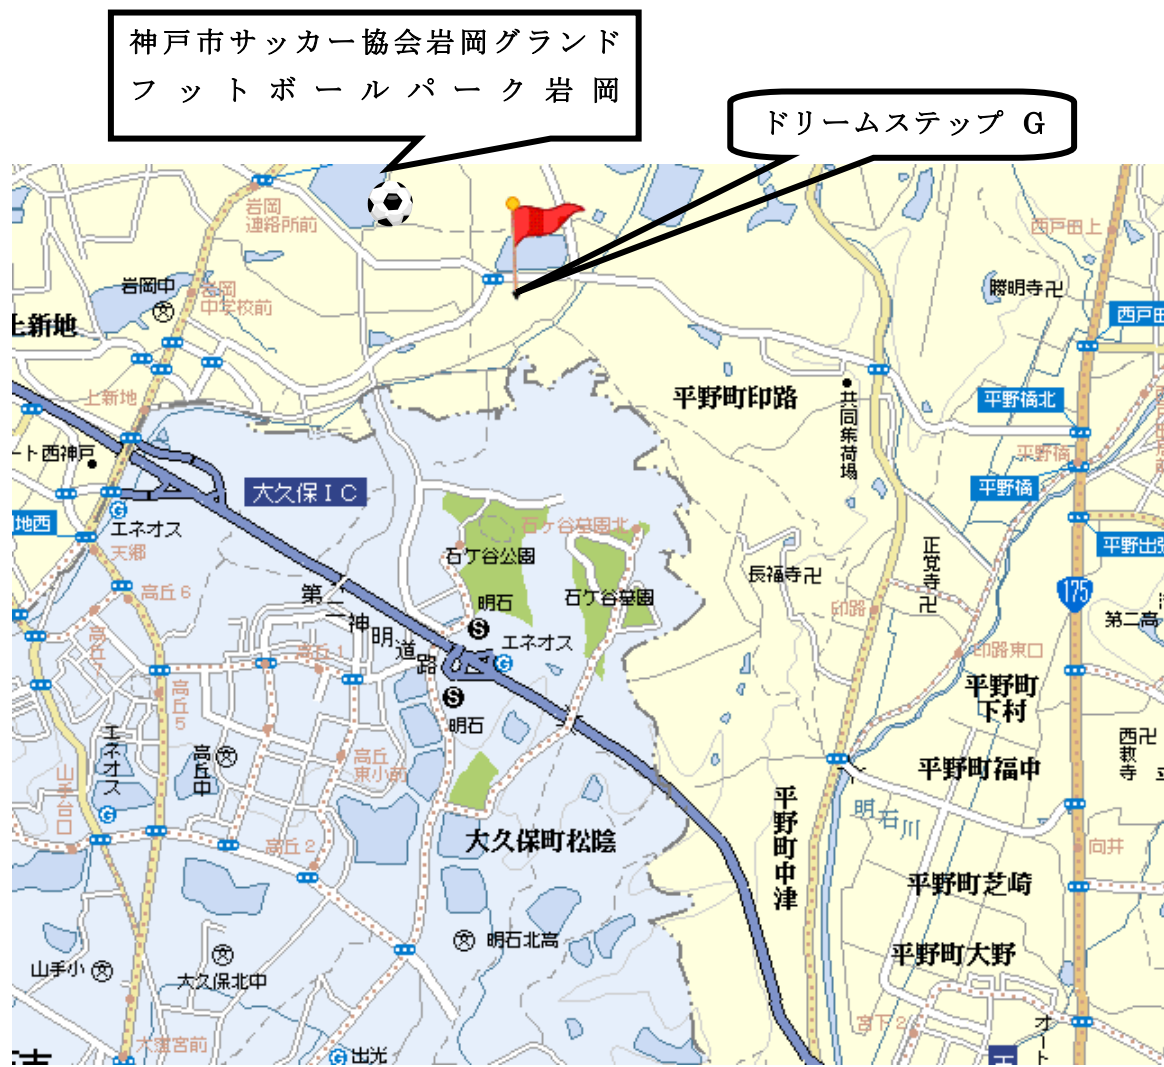 神戸市サッカー協会岩岡グランド
フットボールパーク岩岡
ドリームステップ G
岩岡
連絡所前
西戸田上
岩岡中
岩岡
中学校前
勝明寺
上新地
西戸田
平野町印路
平野橋北
上新地
共同集荷場
ート西神戸
平野橋
大久保IC
平野橋
地西
エネオス
石ケ谷墓園北
天郷
石ケ谷公園
正覚寺
平野出張
長福寺
175
高丘6
第二神明道路
明石
石ケ谷墓園
印路
第二高
高丘1
高丘1
エネオス
印路東口
平野町
下村
高丘5
明石
エネオス
高丘中
高丘
東小前
西教寺
山手台口
平野町福中
平野町中津
明石川
高丘2
大久保町松陰
向井
平野町芝崎
明石北高
平野町大野
山手小
大久保北中
宮下2
オート
大窪宮前
出光